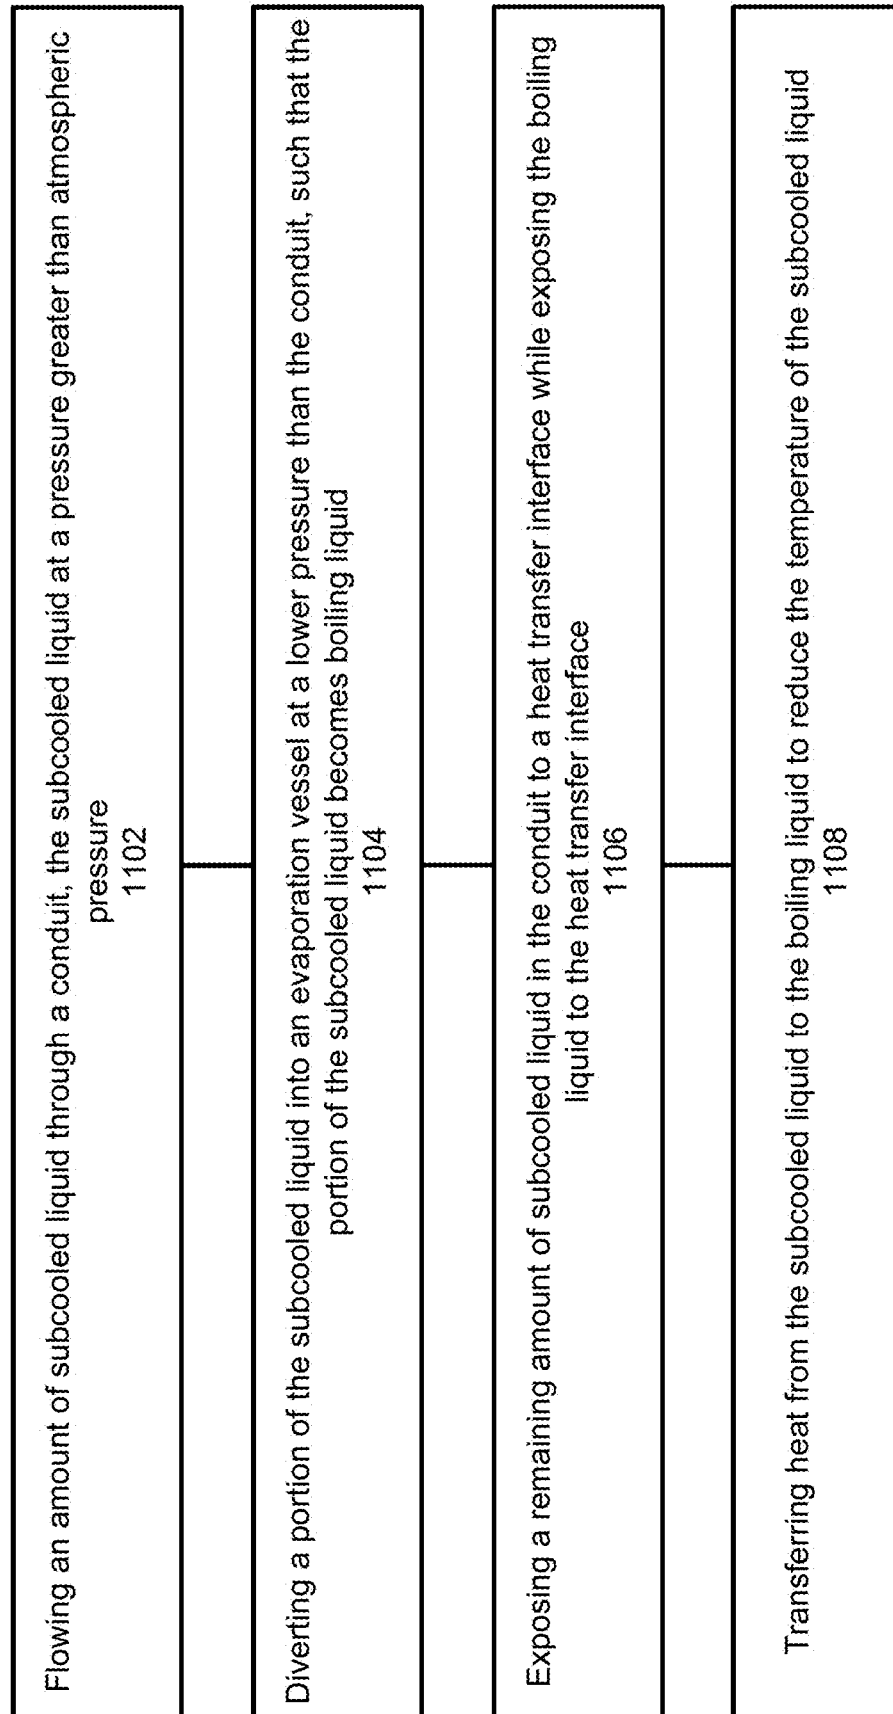 Flowing an amount of subcooled liquid through a conduit, the subcooled liquid at a pressure greater than atmospheric
pressure
1102
Diverting a portion of the subcooled liquid into an evaporation vessel at a lower pressure than the conduit, such that the
portion of the subcooled liquid becomes boiling liquid
1104
Exposing a remaining amount of subcooled liquid in the conduit to a heat transfer interface while exposing the boiling
liquid to the heat transfer interface
1106
Transferring heat from the subcooled liquid to the boiling liquid to reduce the temperature of the subcooled liquid
1108